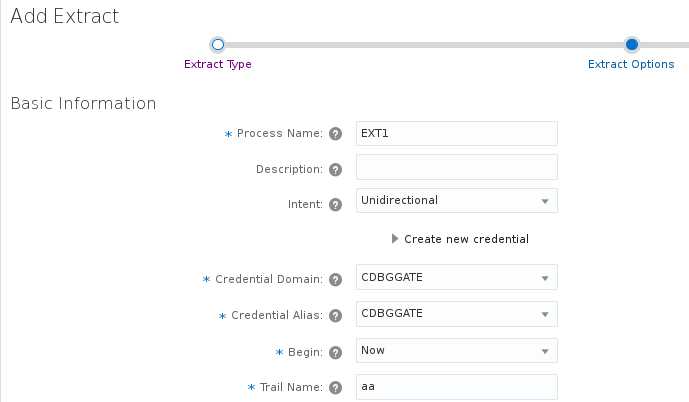 Add Extract
Extract Type
Extract Options
Basic Information
* Process Name: ? EXT1
Description: ?
Intent: ? Unidirectional
Create new credential
* Credential Domain: ? CDBGGATE
* Credential Alias: ? CDBGGATE
* Begin: ? Now
* Trail Name: ? aa